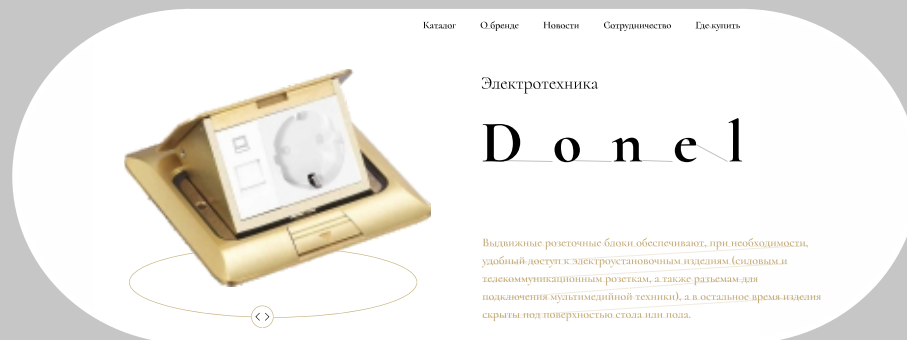 Каталог О бренде Новости Сотрудничество Где купить
Электротехника
Donel
Выдвижные розеточные блоки обеспечивают, при необходимости,
удобный доступ к электроустановочным изделиям (силовым и
телекоммуникационным розеткам, а также разъемам для
подключения мультимедийной техники), а в остальное время изделия
скрыты под поверхностью стола или пола.